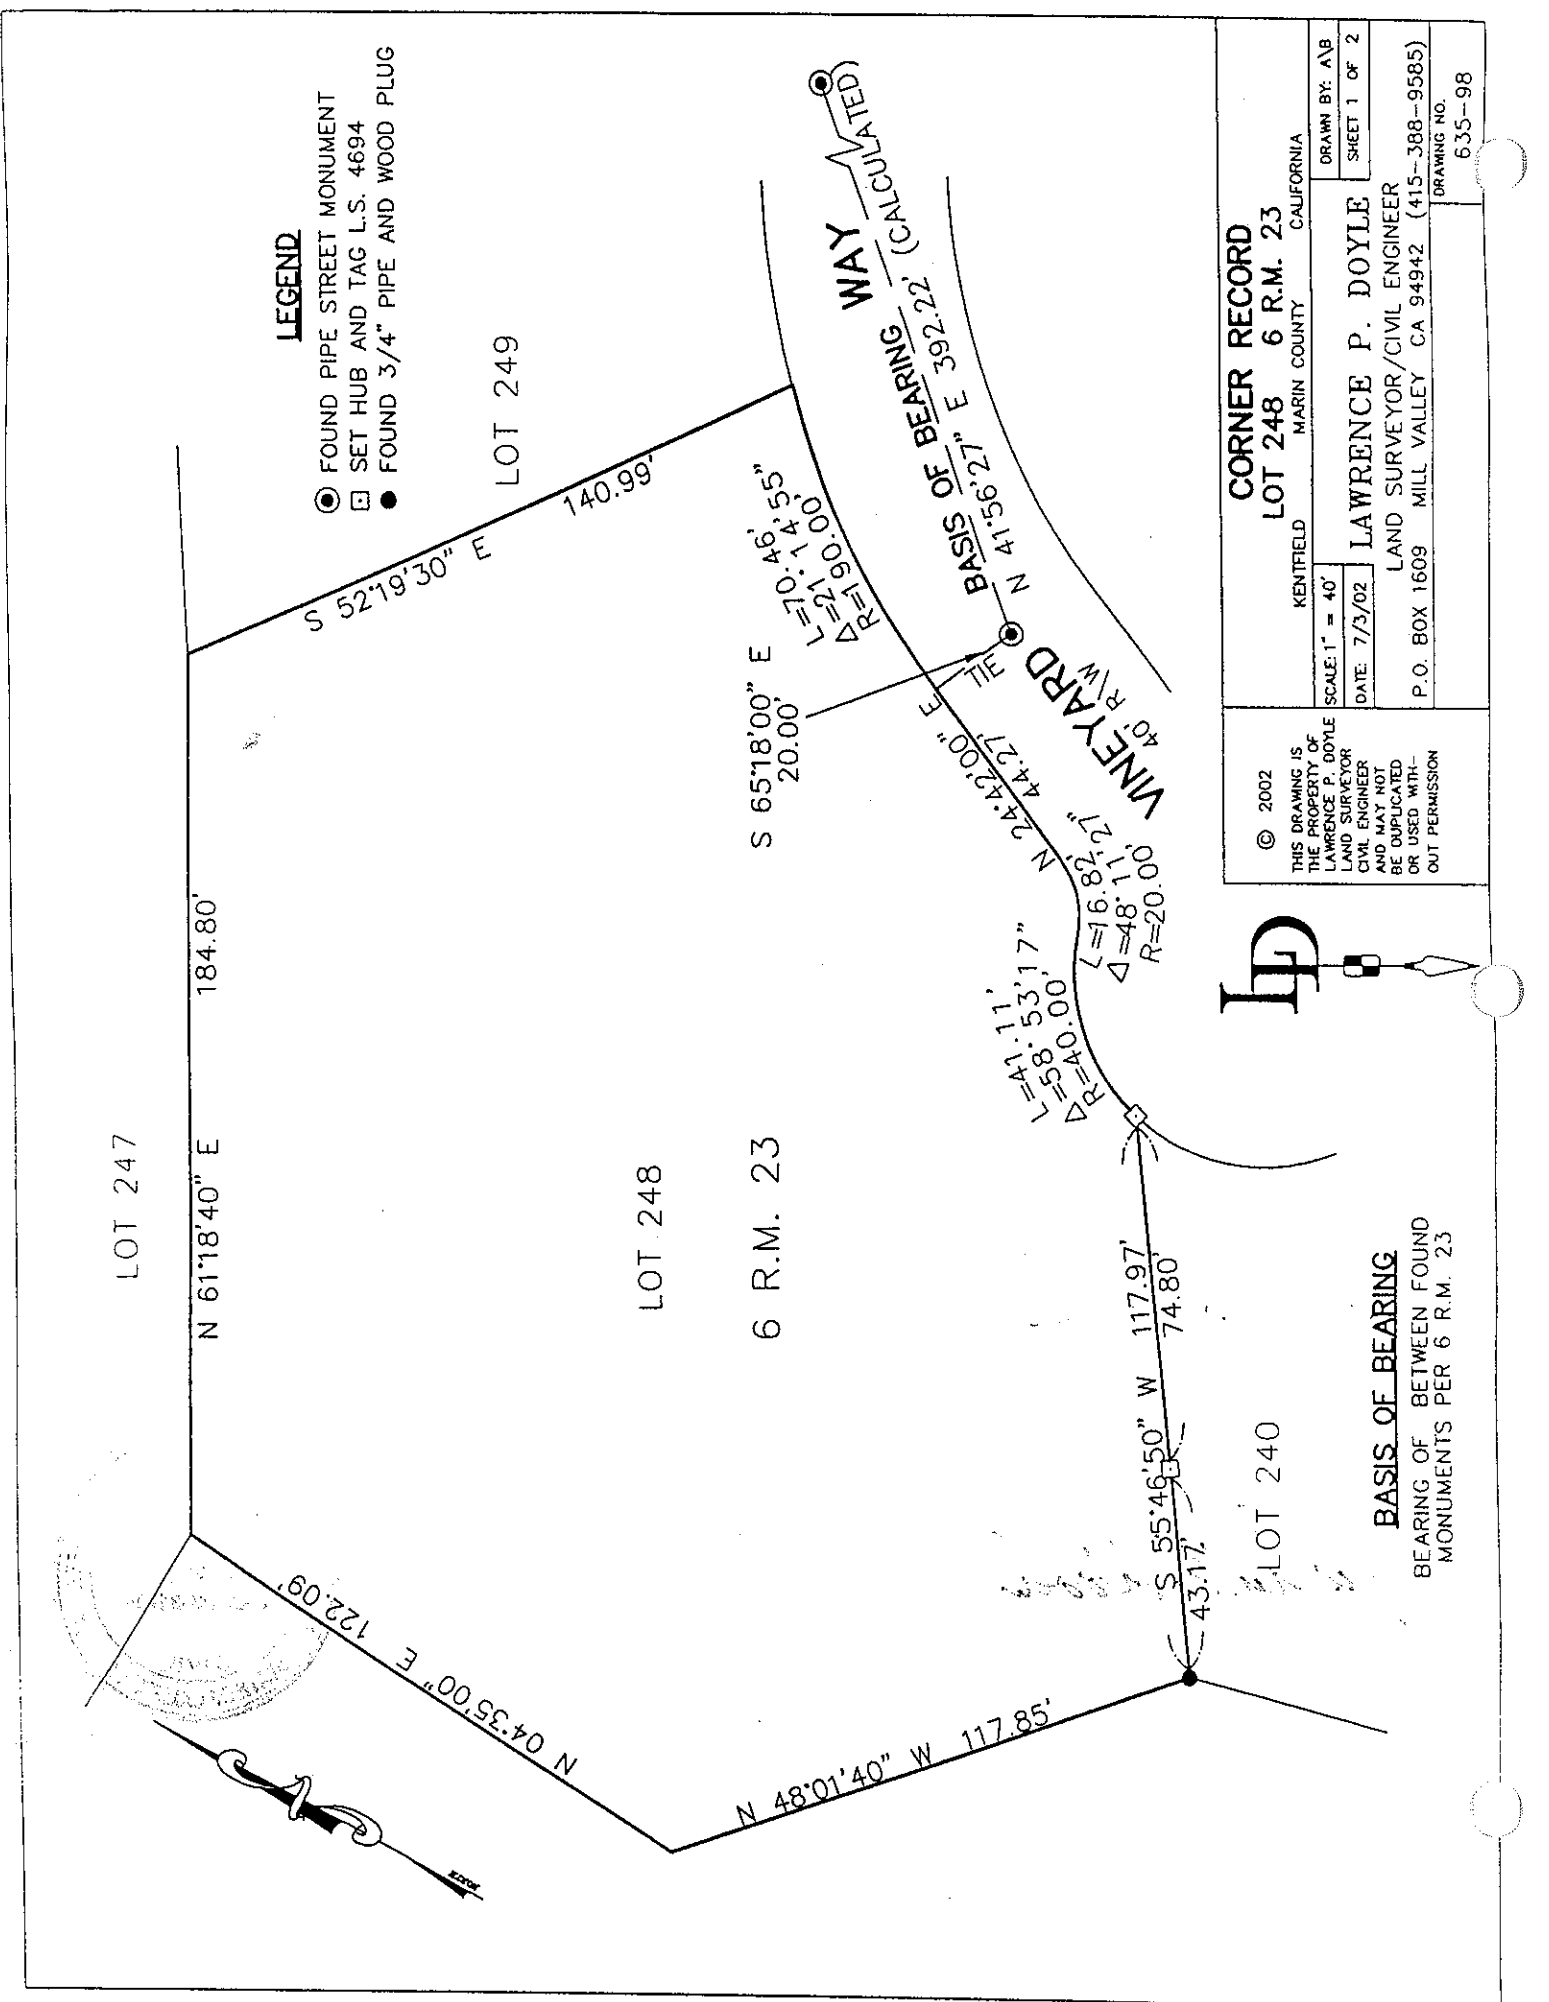 LEGEND
FOUND PIPE STREET MONUMENT
SET HUB AND TAG L.S. 4694
FOUND 3/4" PIPE AND WOOD PLUG
LOT 247
N 61°18'40" E 184.80'
LOT 249
S 52°19'30" E 140.99'
N 04°35'00" E 122.09'
N 48°01'40" W 117.85'
LOT 248
6 R.M. 23
S 65°18'00" E
20.00'
L=70.46'
Δ=21°14'55"
R=190.00'
TIE
N 24°42'00" E
44.27'
L=16.82'
Δ=48°11'27"
R=20.00'
L=41.11'
Δ=58°53'17"
R=40.00'
VINEYARD WAY
40' R/W
BASIS OF BEARING
N 41°56'27" E 392.22' (CALCULATED)
S 55°46'50" W 117.97'
43.17' 74.80'
LOT 240
BASIS OF BEARING
BEARING OF BETWEEN FOUND
MONUMENTS PER 6 R.M. 23
NORTH
LD
© 2002
THIS DRAWING IS
THE PROPERTY OF
LAWRENCE P. DOYLE
LAND SURVEYOR
CIVIL ENGINEER
AND MAY NOT
BE DUPLICATED
OR USED WITH-
OUT PERMISSION
CORNER RECORD
LOT 248 6 R.M. 23
KENTFIELD MARIN COUNTY CALIFORNIA
SCALE: 1" = 40'
DATE: 7/3/02
DRAWN BY: A\B
SHEET 1 OF 2
LAWRENCE P. DOYLE
LAND SURVEYOR/CIVIL ENGINEER
P.O. BOX 1609 MILL VALLEY CA 94942 (415-388-9585)
DRAWING NO.
635-98